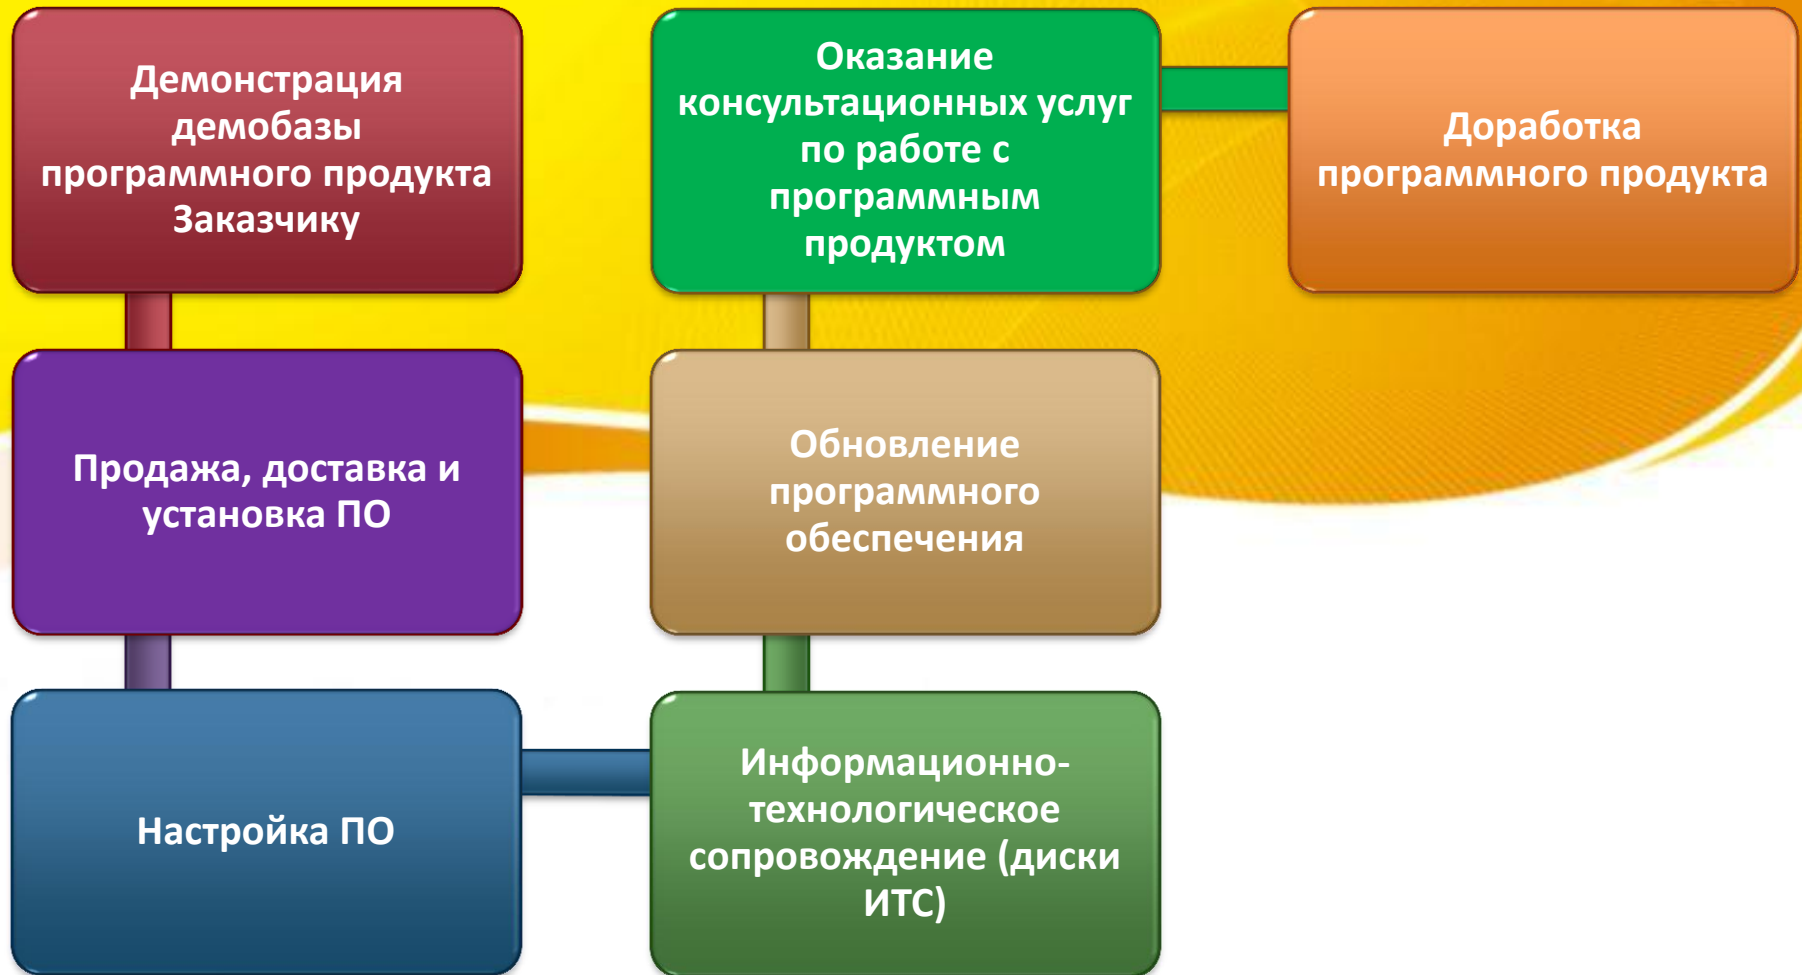 Демонстрация
демобазы
программного продукта
Заказчику
Продажа, доставка и
установка ПО
Настройка ПО
Информационно-
технологическое
сопровождение (диски
ИТС)
Обновление
программного
обеспечения
Оказание
консультационных услуг
по работе с
программным
продуктом
Доработка
программного продукта